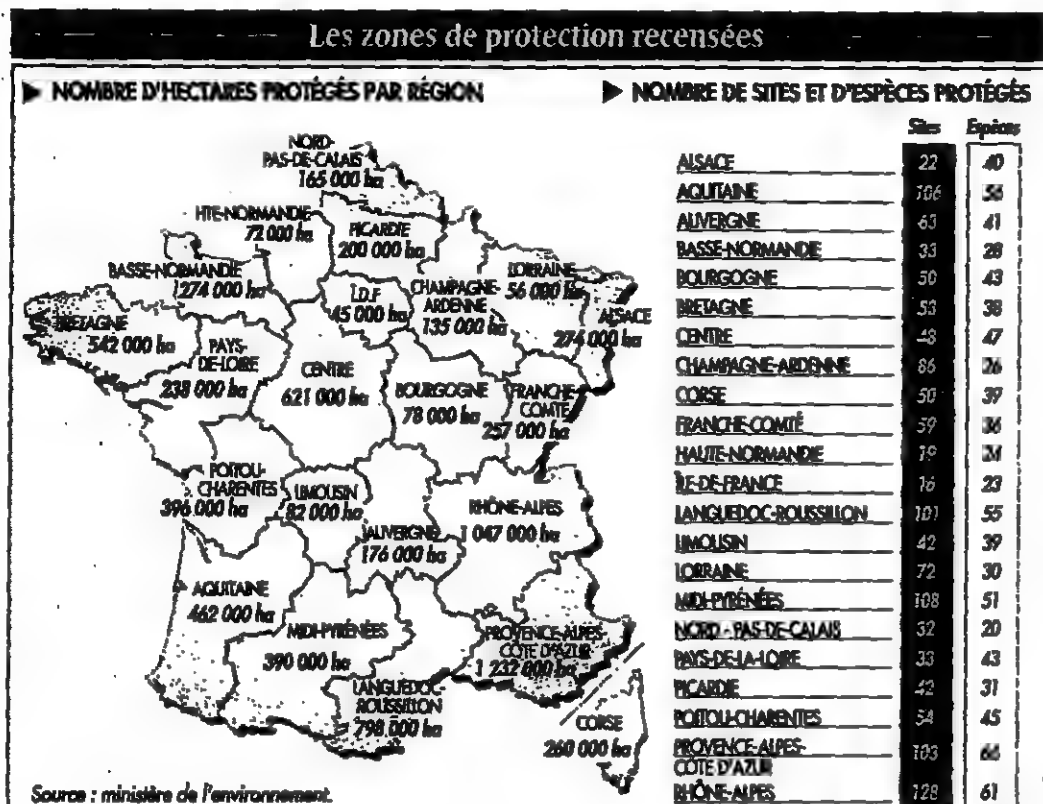 Les zones de protection recensées
NOMBRE D'HECTARES PROTÉGÉS PAR RÉGION
NORD-
PAS-DE-CALAIS
165 000 ha
HTE-NORMANDIE
72 000 ha
PICARDIE
200 000 ha
BASSE-NORMANDIE
274 000 ha
I.D.F
45 000 ha
CHAMPAGNE-
ARDENNE
135 000 ha
LORRAINE
56 000 ha
ALSACE
274 000 ha
BRETAGNE
542 000 ha
PAYS-
DE-LOIRE
238 000 ha
CENTRE
621 000 ha
BOURGOGNE
78 000 ha
FRANCHE-
COMTÉ
257 000 ha
POITOU-
CHARENTES
396 000 ha
LIMOUSIN
82 000 ha
AUVERGNE
176 000 ha
RHÔNE-ALPES
1 047 000 ha
AQUITAINE
462 000 ha
MIDI-PYRÉNÉES
390 000 ha
PROVENCE-ALPES-
CÔTE D'AZUR
1 232 000 ha
LANGUEDOC-
ROUSSILLON
798 000 ha
CORSE
260 000 ha
Source : ministère de l'environnement.
NOMBRE DE SITES ET D'ESPÈCES PROTÉGÉS
Sites Espèces
ALSACE 22 40
AQUITAINE 106 56
AUVERGNE 63 41
BASSE-NORMANDIE 33 28
BOURGOGNE 50 43
BRETAGNE 53 38
CENTRE 48 47
CHAMPAGNE-ARDENNE 86 26
CORSE 50 39
FRANCHE-COMTÉ 59 36
HAUTE-NORMANDIE 19 24
ÎLE-DE-FRANCE 16 23
LANGUEDOC-ROUSSILLON 101 55
LIMOUSIN 42 39
LORRAINE 72 30
MIDI-PYRÉNÉES 108 51
NORD - PAS-DE-CALAIS 32 20
PAYS-DE-LA-LOIRE 33 43
PICARDIE 42 31
POITOU-CHARENTES 54 45
PROVENCE-ALPES-
CÔTE D'AZUR 103
RHÔNE-ALPES 128 61